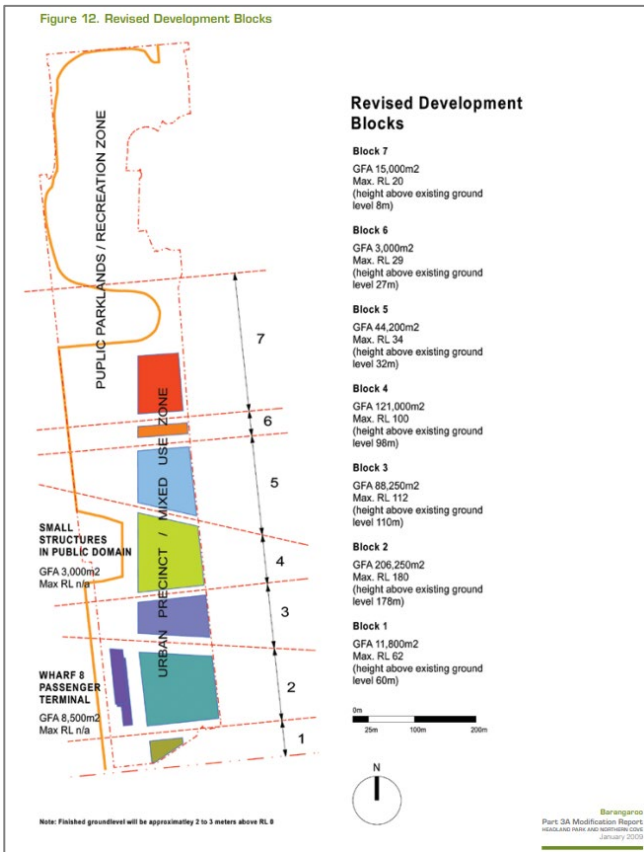 Figure 12. Revised Development Blocks
PUPLIC PARKLANDS / RECREATION ZONE
URBAN PRECINCT / MIXED USE ZONE
7
6
5
4
3
2
1
SMALL
STRUCTURES
IN PUBLIC DOMAIN
GFA 3,000m2
Max RL n/a
WHARF 8
PASSENGER
TERMINAL
GFA 8,500m2
Max RL n/a
Revised Development
Blocks
Block 7
GFA 15,000m2
Max. RL 20
(height above existing ground
level 8m)
Block 6
GFA 3,000m2
Max. RL 29
(height above existing ground
level 27m)
Block 5
GFA 44,200m2
Max. RL 34
(height above existing ground
level 32m)
Block 4
GFA 121,000m2
Max. RL 100
(height above existing ground
level 98m)
Block 3
GFA 88,250m2
Max. RL 112
(height above existing ground
level 110m)
Block 2
GFA 206,250m2
Max. RL 180
(height above existing ground
level 178m)
Block 1
GFA 11,800m2
Max. RL 62
(height above existing ground
level 60m)
0m
25m 100m 200m
N
Note: Finished groundlevel will be approximatley 2 to 3 meters above RL 0
Barangaroo
Part 3A Modification Report
HEADLAND PARK AND NORTHERN COVE
January 2009